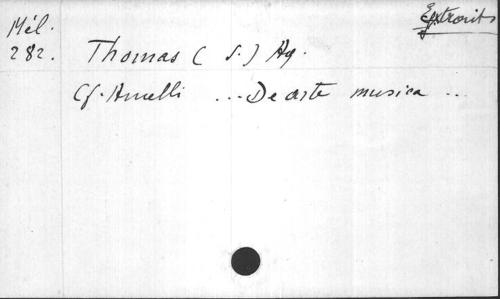 Extraits
Mél.
282. Thomas (S.) Aq.
Cf. Amelli ... De arte musica ...